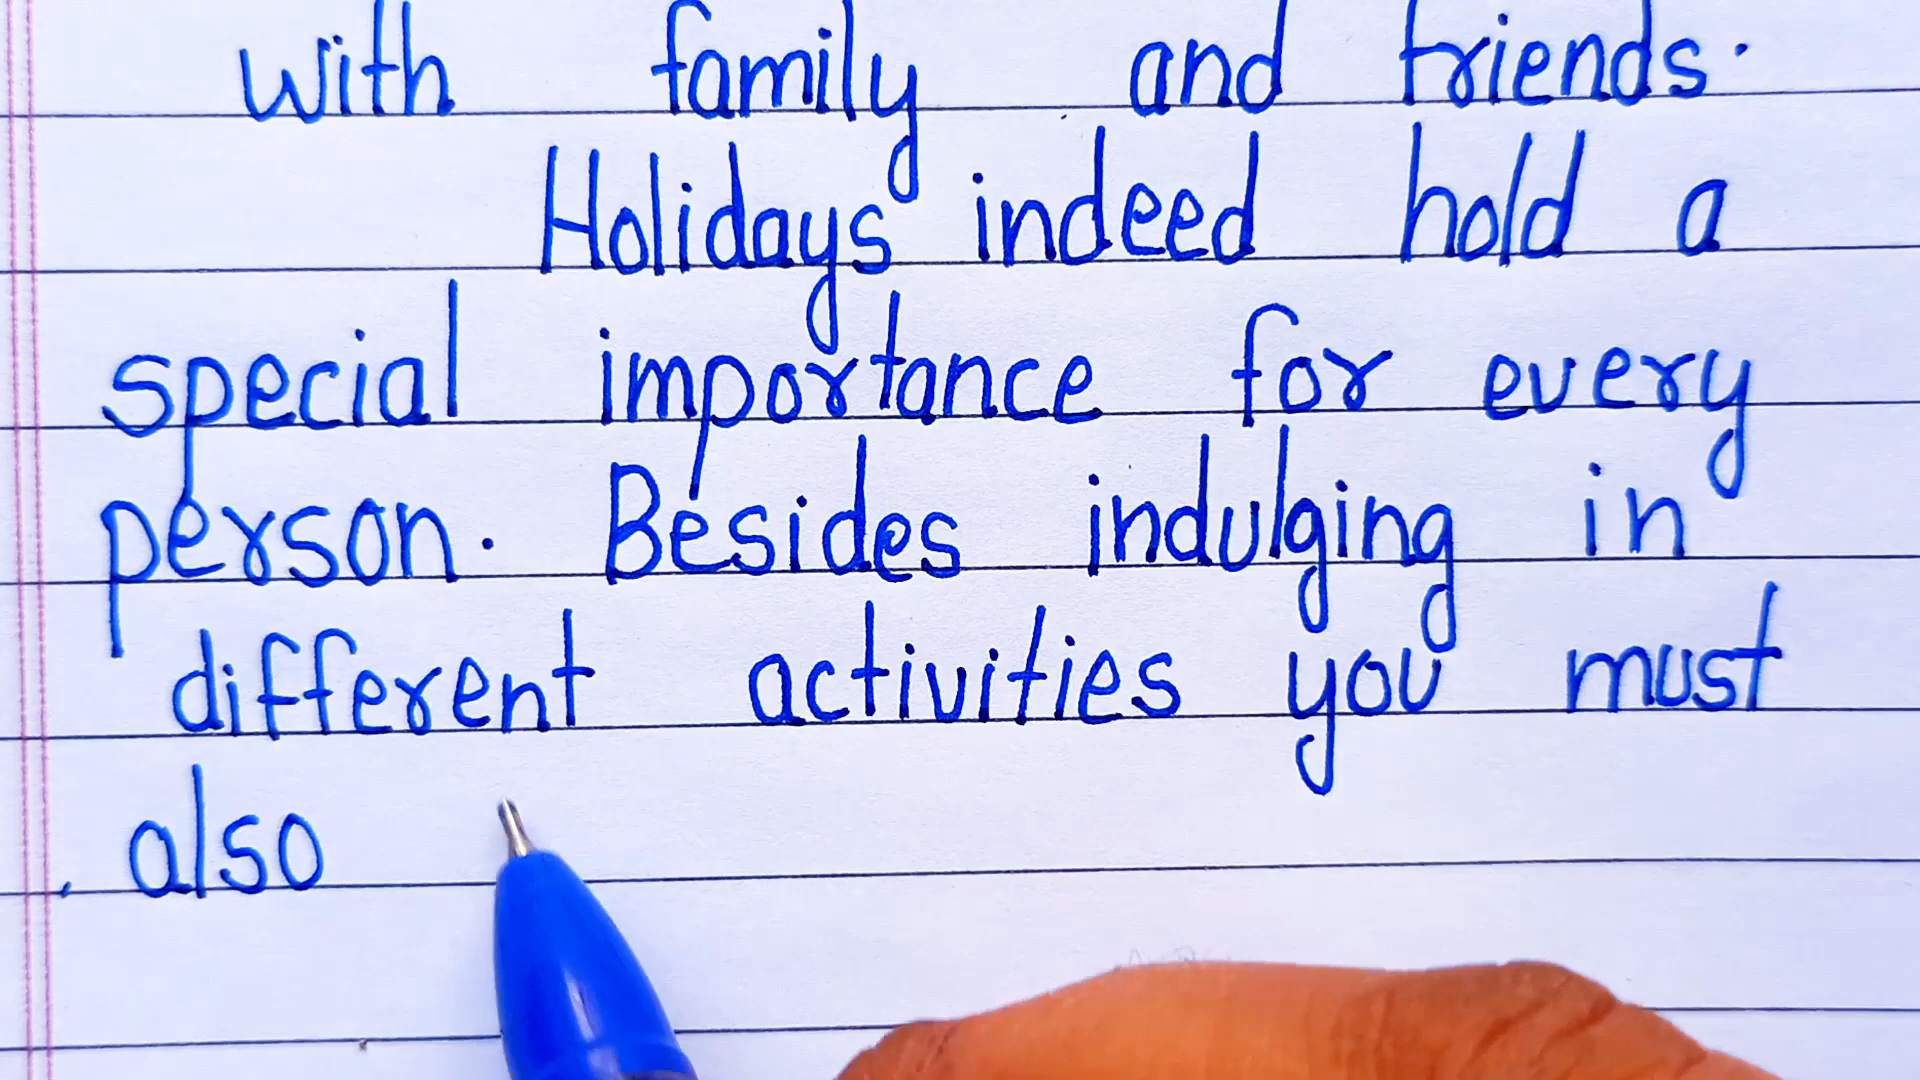 with family and friends.
Holidays indeed hold a
special importance for every
person. Besides indulging in
different activities you must
also